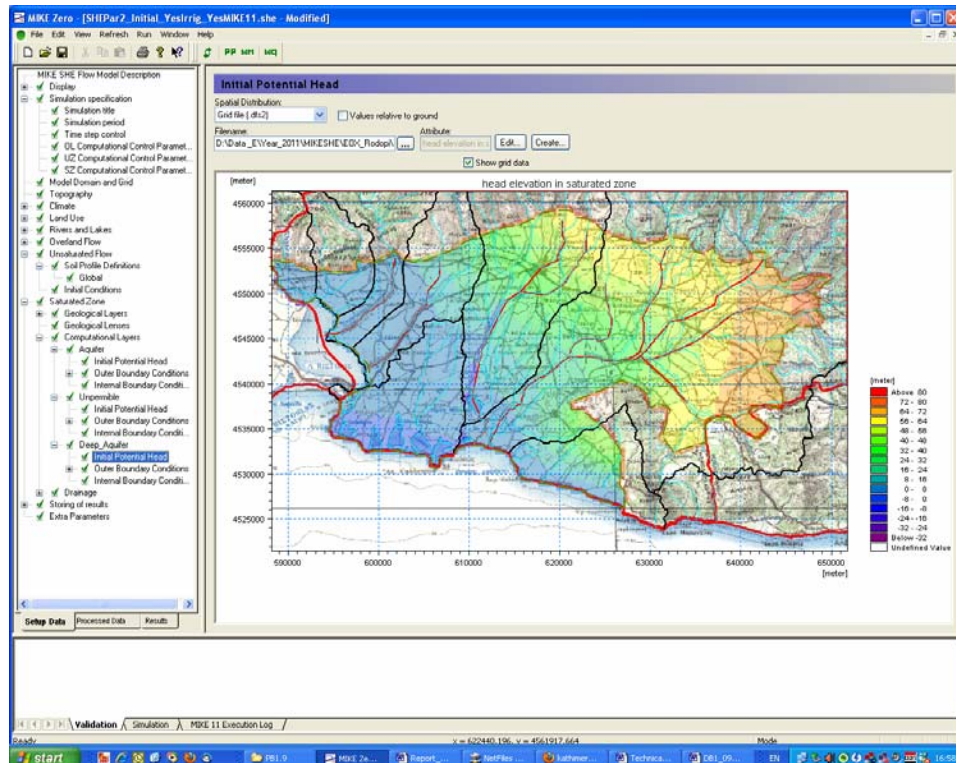 MIKE Zero - [SHEPar2_Initial_YesIrrig_YesMIKE11.she - Modified]
File Edit View Refresh Run Window Help
PP MM WQ
MIKE SHE Flow Model Description
Display
Simulation specification
Simulation title
Simulation period
Time step control
OL Computational Control Paramet...
UZ Computational Control Paramet...
SZ Computational Control Paramet...
Model Domain and Grid
Topography
Climate
Land Use
Rivers and Lakes
Overland Flow
Unsaturated Flow
Soil Profile Definitions
Global
Initial Conditions
Saturated Zone
Geological Layers
Geological Lenses
Computational Layers
Aquifer
Initial Potential Head
Outer Boundary Conditions
Internal Boundary Conditi...
Unpermible
Initial Potential Head
Outer Boundary Conditions
Internal Boundary Conditi...
Deep_Aquifer
Initial Potential Head
Outer Boundary Conditions
Internal Boundary Conditi...
Drainage
Storing of results
Extra Parameters
Setup Data Processed Data Results
Initial Potential Head
Spatial Distribution:
Grid file (.dfs2)
Values relative to ground
Filename:
Attribute:
D:\Data_E\Year_2011\MIKESHE\EOX_Rodopi\ ... head elevation in s Edit... Create...
Show grid data
[meter]
head elevation in saturated zone
4560000
4555000
4550000
4545000
4540000
4535000
4530000
4525000
590000 600000 610000 620000 630000 640000 650000
[meter]
[meter]
Above 80
72 - 80
64 - 72
56 - 64
48 - 56
40 - 48
32 - 40
24 - 32
16 - 24
8 - 16
0 - 8
-8 - 0
-16 - -8
-24 - -16
-32 - -24
Below -32
Undefined Value
Validation Simulation MIKE 11 Execution Log
Ready x = 622440.196, y = 4561917.664 Mode
start PB1.9 MIKE Ze... Report_... NetFiles ... kathimer... Technica... DB1_09... EN 16:58